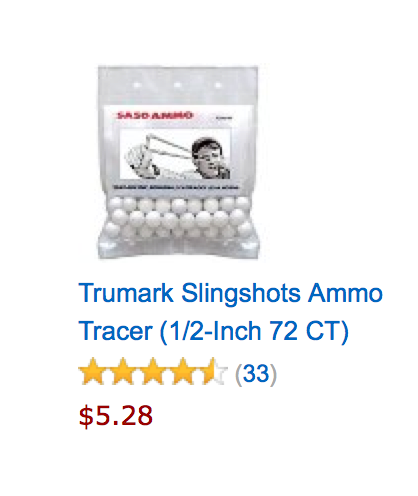 SASO AMMO
Trumark Slingshots Ammo
Tracer (1/2-Inch 72 CT)
(33)
$5.28